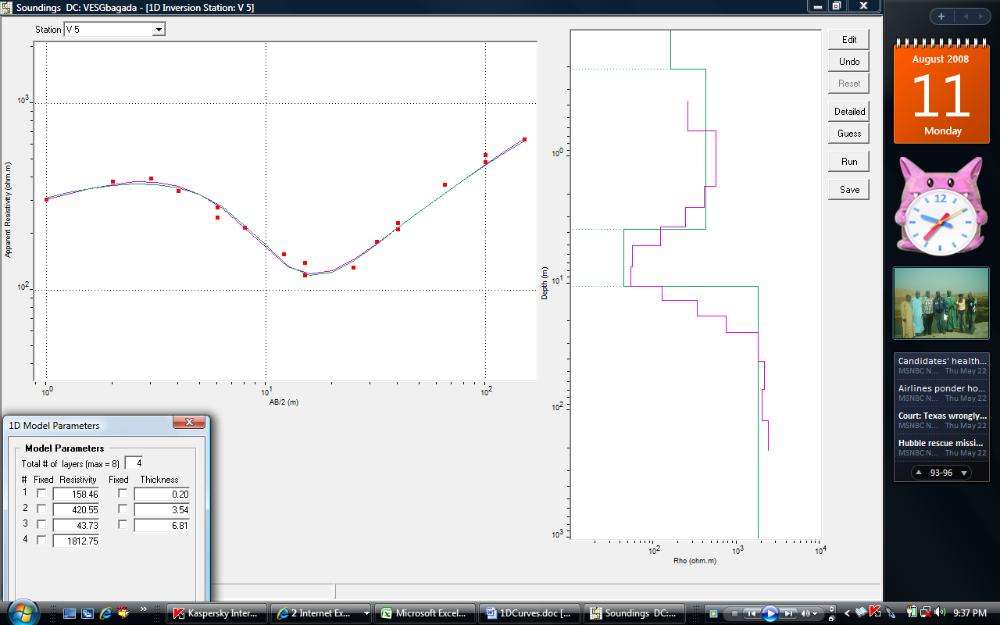 Soundings DC: VESGbagada - [1D Inversion Station: V 5]
Station V 5
Apparent Resistivity (ohm.m)
10^3
10^2
10^0 10^1 10^2
AB/2 (m)
Depth (m)
10^0
10^1
10^2
10^3
10^2 10^3 10^4
Rho (ohm.m)
Edit
Undo
Reset
Detailed
Guess
Run
Save
1D Model Parameters
Model Parameters
Total # of layers (max = 8) 4
# Fixed Resistivity Fixed Thickness
1 158.46 0.20
2 420.55 3.54
3 43.73 6.81
4 1812.75
August 2008
11
Monday
12
Candidates' health...
MSNBC N... Thu May 22
Airlines ponder ho...
MSNBC N... Thu May 22
Court: Texas wrongly...
MSNBC N... Thu May 22
Hubble rescue missi...
MSNBC N... Thu May 22
93-96
Kaspersky Inter...
2 Internet Ex...
Microsoft Excel...
1DCurves.doc [...
Soundings DC:...
9:37 PM